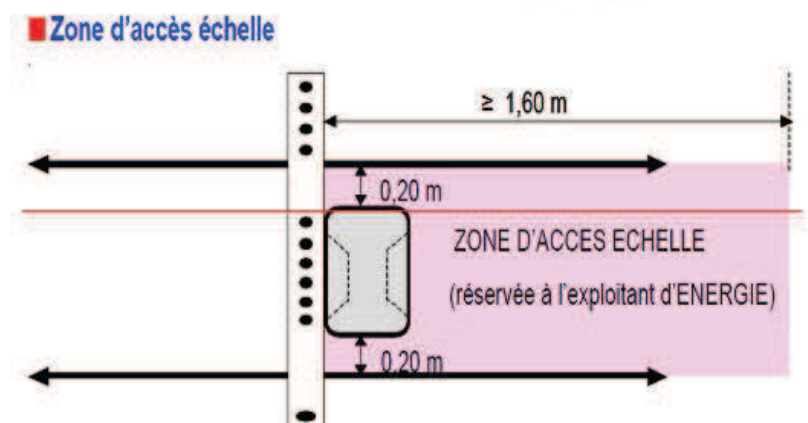 Zone d'accès échelle
≥ 1,60 m
0,20 m
ZONE D'ACCES ECHELLE
(réservée à l'exploitant d'ENERGIE)
0,20 m